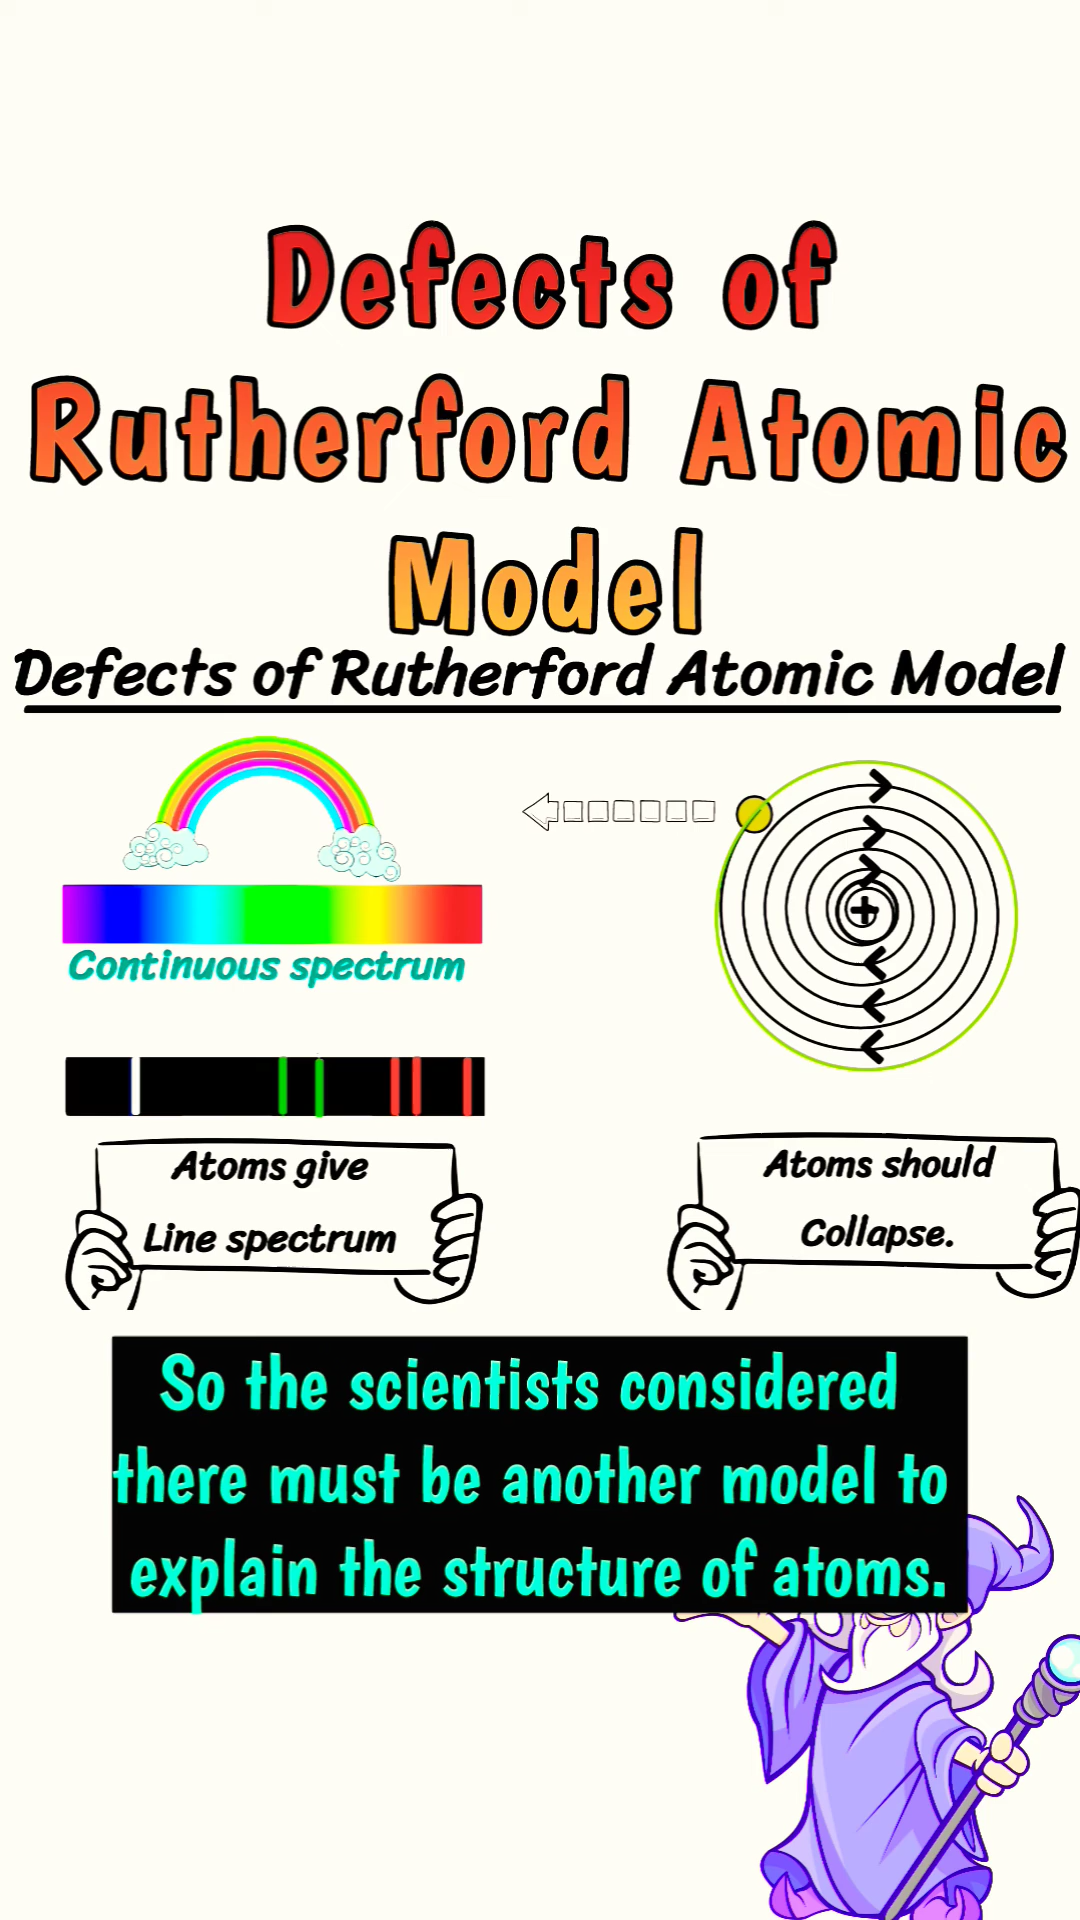 Defects of
Rutherford Atomic
Model
Defects of Rutherford Atomic Model
+
Continuous spectrum
Atoms give
Line spectrum
Atoms should
Collapse.
So the scientists considered
there must be another model to
explain the structure of atoms.